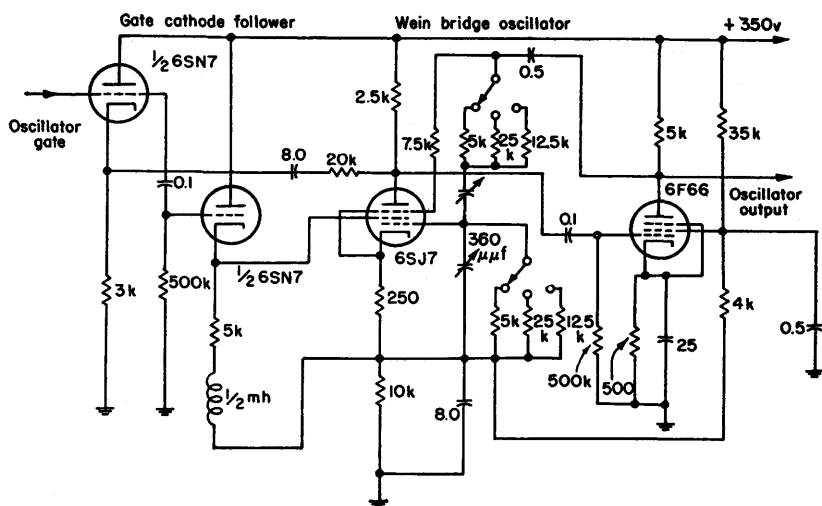 Gate cathode follower
Wein bridge oscillator
+350v
1/2 6SN7
0.5
2.5k
7.5k
5k
25k
12.5k
5k
35k
Oscillator gate
8.0
20k
6F66
Oscillator output
0.1
0.1
360 μμf
6SJ7
1/2 6SN7
3k
500k
250
5k
25k
12.5k
4k
5k
25
0.5
500k
500
1/2 mh
10k
8.0